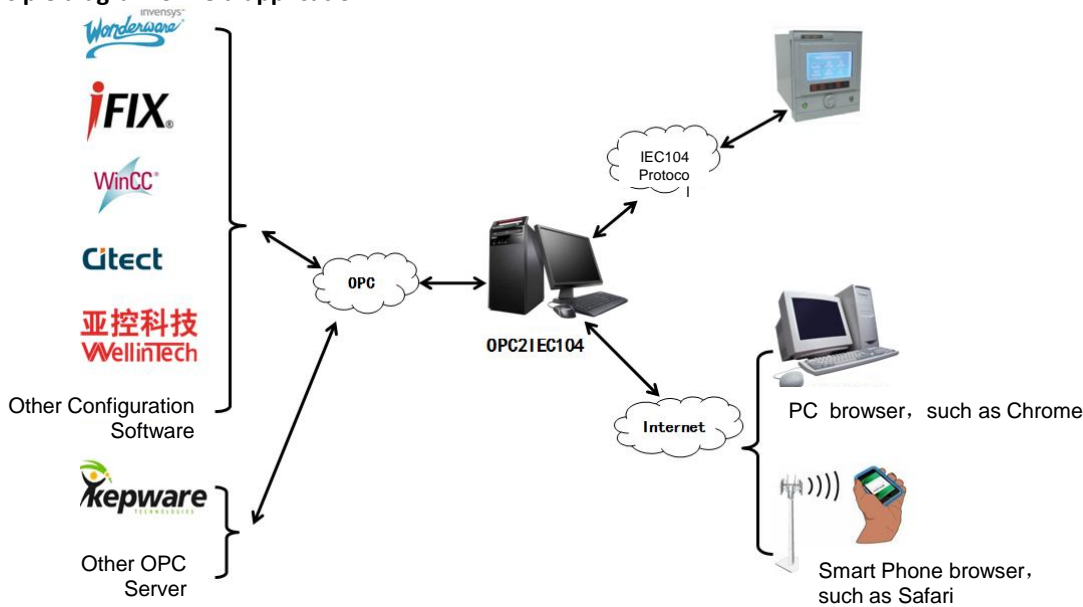 invensys
Wonderware
iFIX®
WinCC®
Citect
亚控科技
WellinTech
Other Configuration
Software
kepware
TECHNOLOGIES
Other OPC
Server
OPC
OPC2IEC104
IEC104
Protoco
l
Internet
PC browser，such as Chrome
Smart Phone browser，
such as Safari